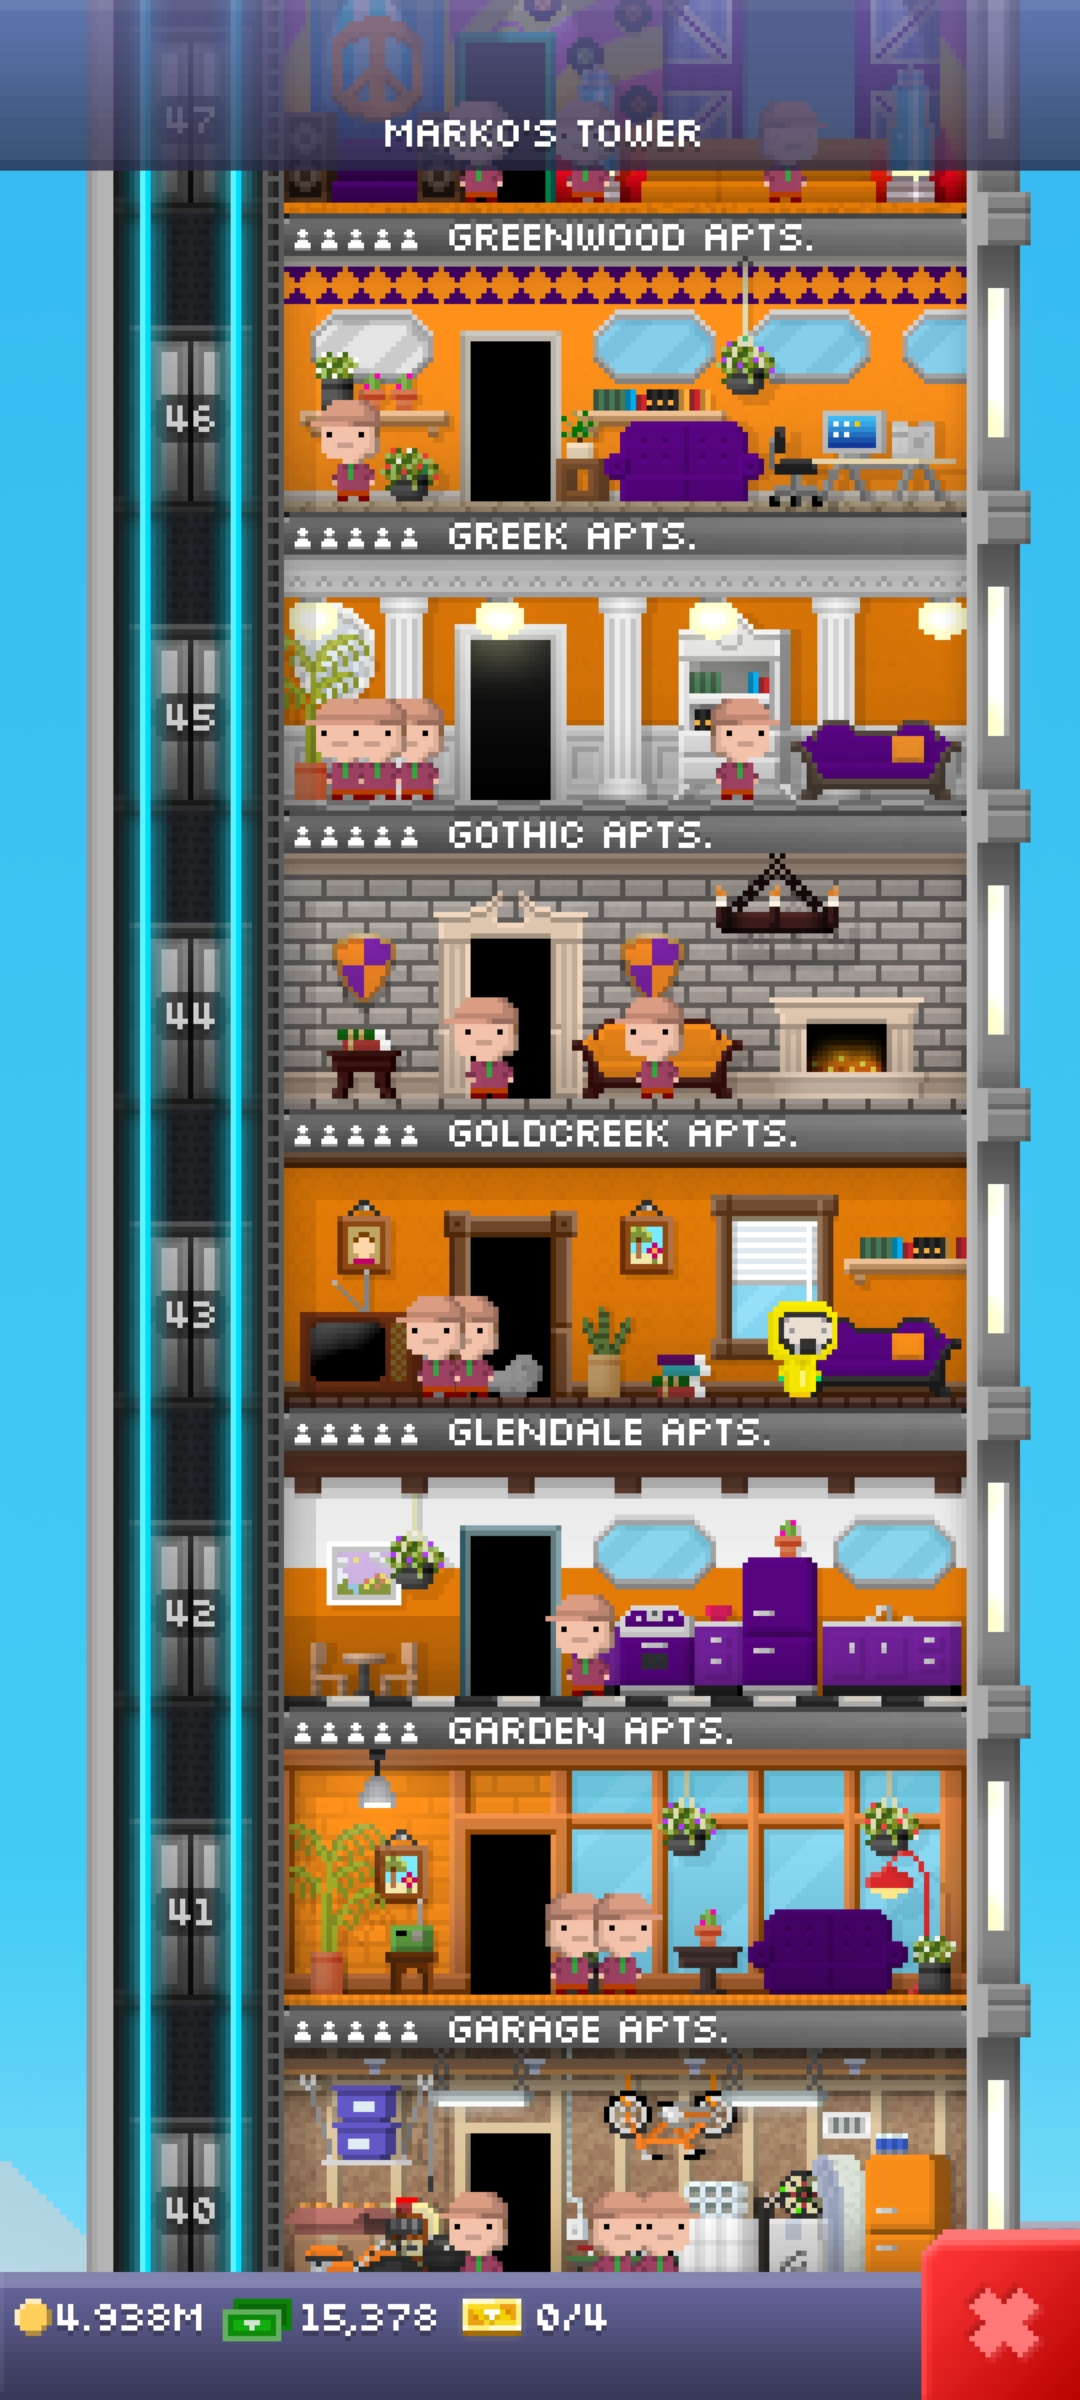 47
MARKO'S TOWER
GREENWOOD APTS.
46
GREEK APTS.
45
GOTHIC APTS.
44
GOLDCREEK APTS.
43
GLENDALE APTS.
42
GARDEN APTS.
41
GARAGE APTS.
40
4.938M 15,378 0/4